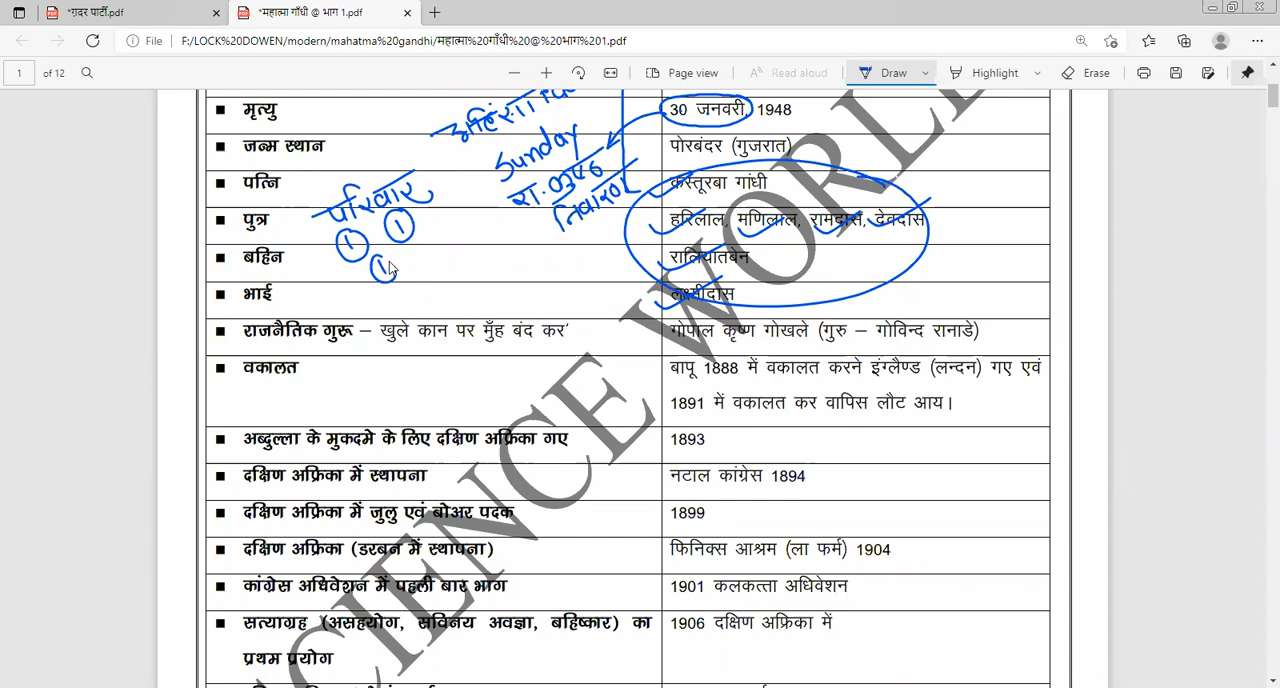 *ग़दर पार्टी.pdf
*महात्मा गाँधी @ भाग 1.pdf
File F:/LOCK%20DOWEN/modern/mahatma%20gandhi/महात्मा%20गाँधी%20@%20भाग%201.pdf
1 of 12 Page view Read aloud Draw Highlight Erase
मृत्यु 30 जनवरी, 1948
Sunday
जन्म स्थान पोरबंदर (गुजरात)
पत्नि कस्तूरबा गांधी
परिवार
पुत्र हरिलाल, मणिलाल, रामदास, देवदास
1 1
बहिन रालियातबेन
1
भाई लक्ष्मीदास
राजनैतिक गुरू – खुले कान पर मुँह बंद कर' गोपाल कृष्ण गोखले (गुरु – गोविन्द रानाडे)
वकालत बापू 1888 में वकालत करने इंग्लैण्ड (लन्दन) गए एवं
1891 में वकालत कर वापिस लौट आय।
अब्दुल्ला के मुकदमे के लिए दक्षिण अफ्रिका गए 1893
दक्षिण अफ्रिका में स्थापना नटाल कांग्रेस 1894
दक्षिण अफ्रिका में जुलु एवं बोअर पदक 1899
दक्षिण अफ्रिका (डरबन में स्थापना) फिनिक्स आश्रम (ला फर्म) 1904
कांग्रेस अधिवेशन में पहली बार भाग 1901 कलकत्ता अधिवेशन
सत्याग्रह (असहयोग, सविनय अवज्ञा, बहिष्कार) का 1906 दक्षिण अफ्रिका में
प्रथम प्रयोग
SCIENCE WORLD